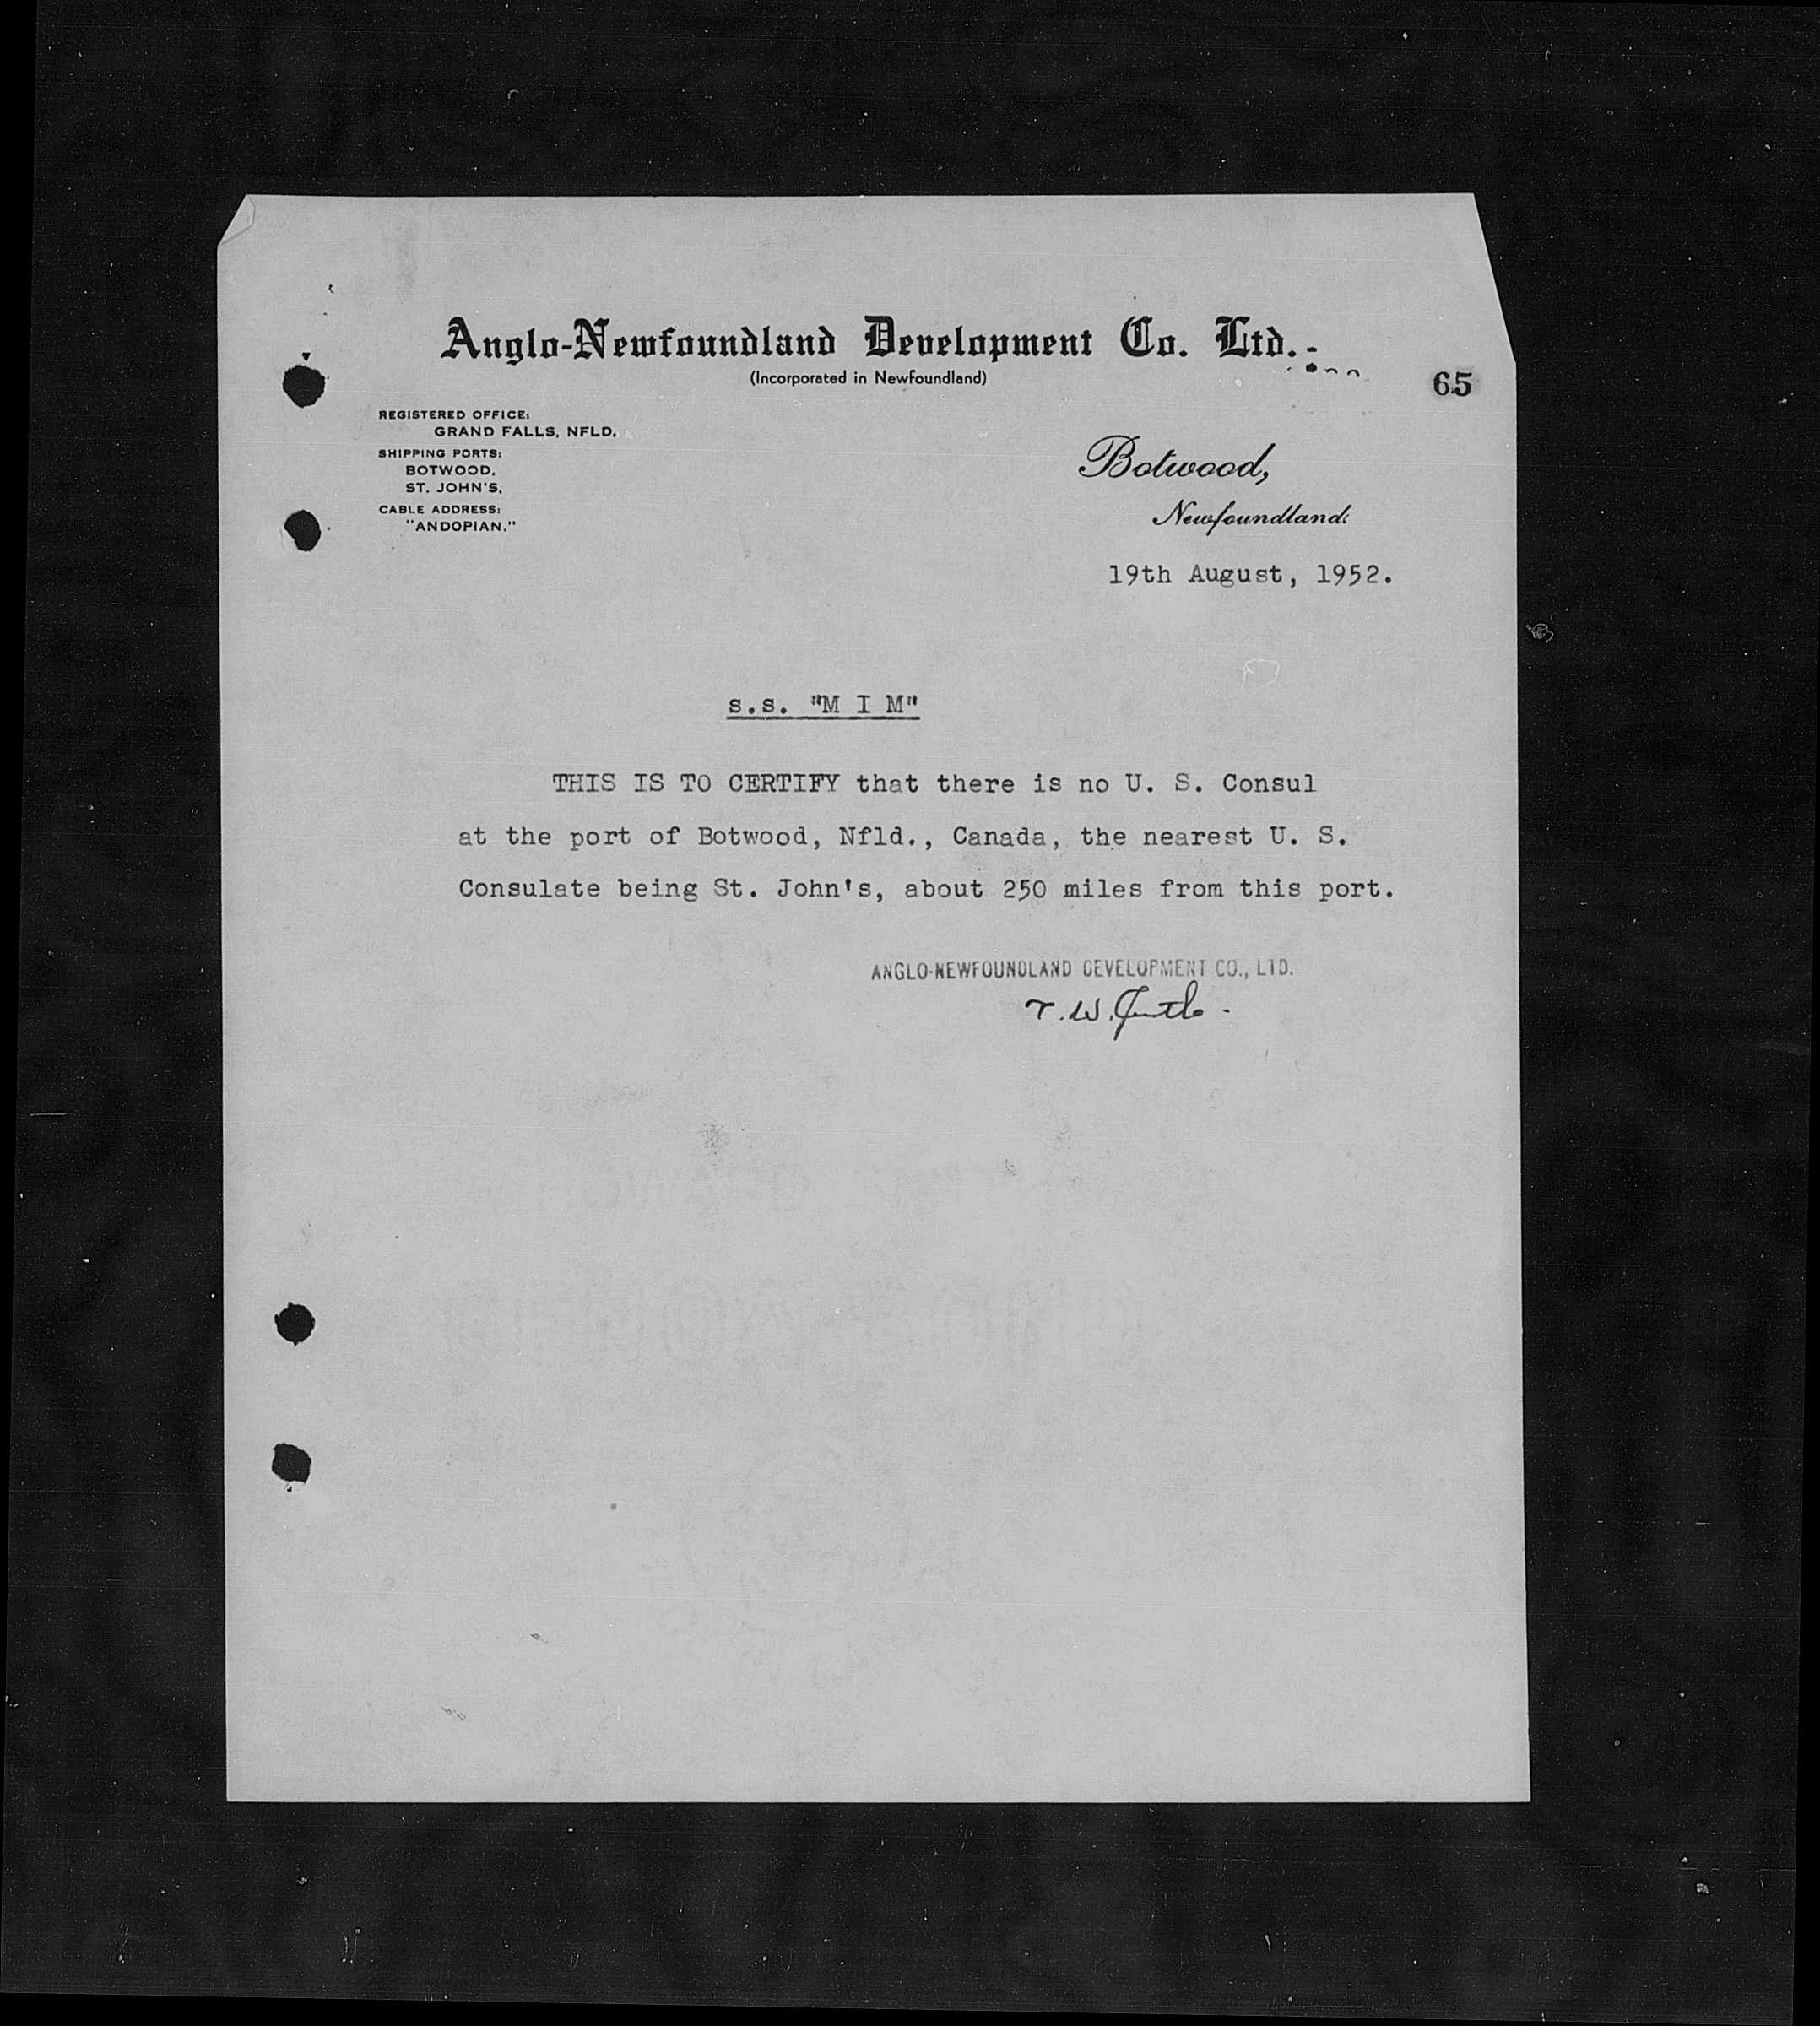 Anglo-Newfoundland Development Co. Ltd.
(Incorporated in Newfoundland)
65
REGISTERED OFFICE:
GRAND FALLS, NFLD.
SHIPPING PORTS:
BOTWOOD,
ST. JOHN'S,
CABLE ADDRESS:
"ANDOPIAN."
Botwood,
Newfoundland.
19th August, 1952.
s.s. "M I M"
THIS IS TO CERTIFY that there is no U. S. Consul
at the port of Botwood, Nfld., Canada, the nearest U. S.
Consulate being St. John's, about 250 miles from this port.
ANGLO-NEWFOUNDLAND DEVELOPMENT CO., LTD.
T. W.